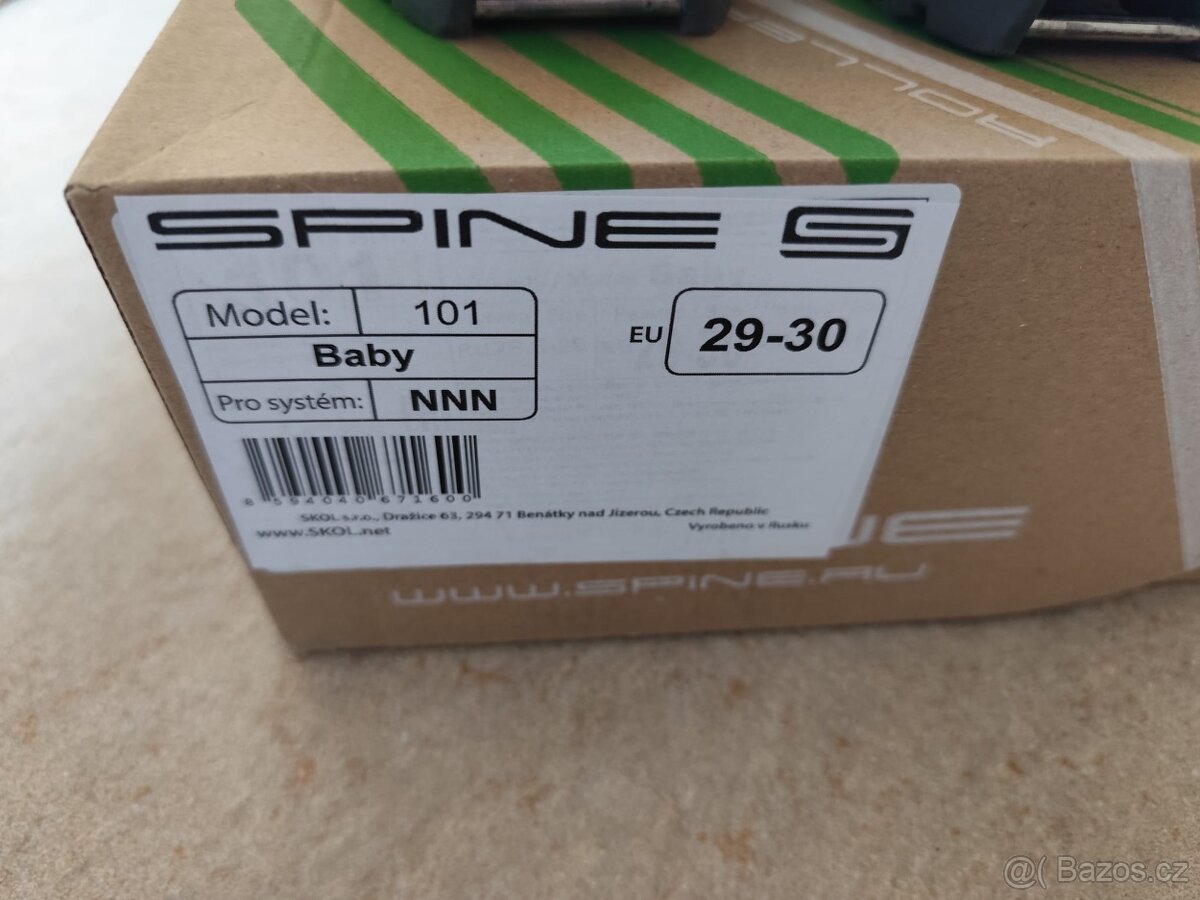 SPINE S
Model: 101
Baby
Pro systém: NNN
EU 29-30
8 594040 671600
SKOL s.r.o., Dražice 63, 294 71 Benátky nad Jizerou, Czech Republic
www.SKOL.net
Vyrobeno v Rusku
WWW.SPINE.RU
@( Bazos.cz